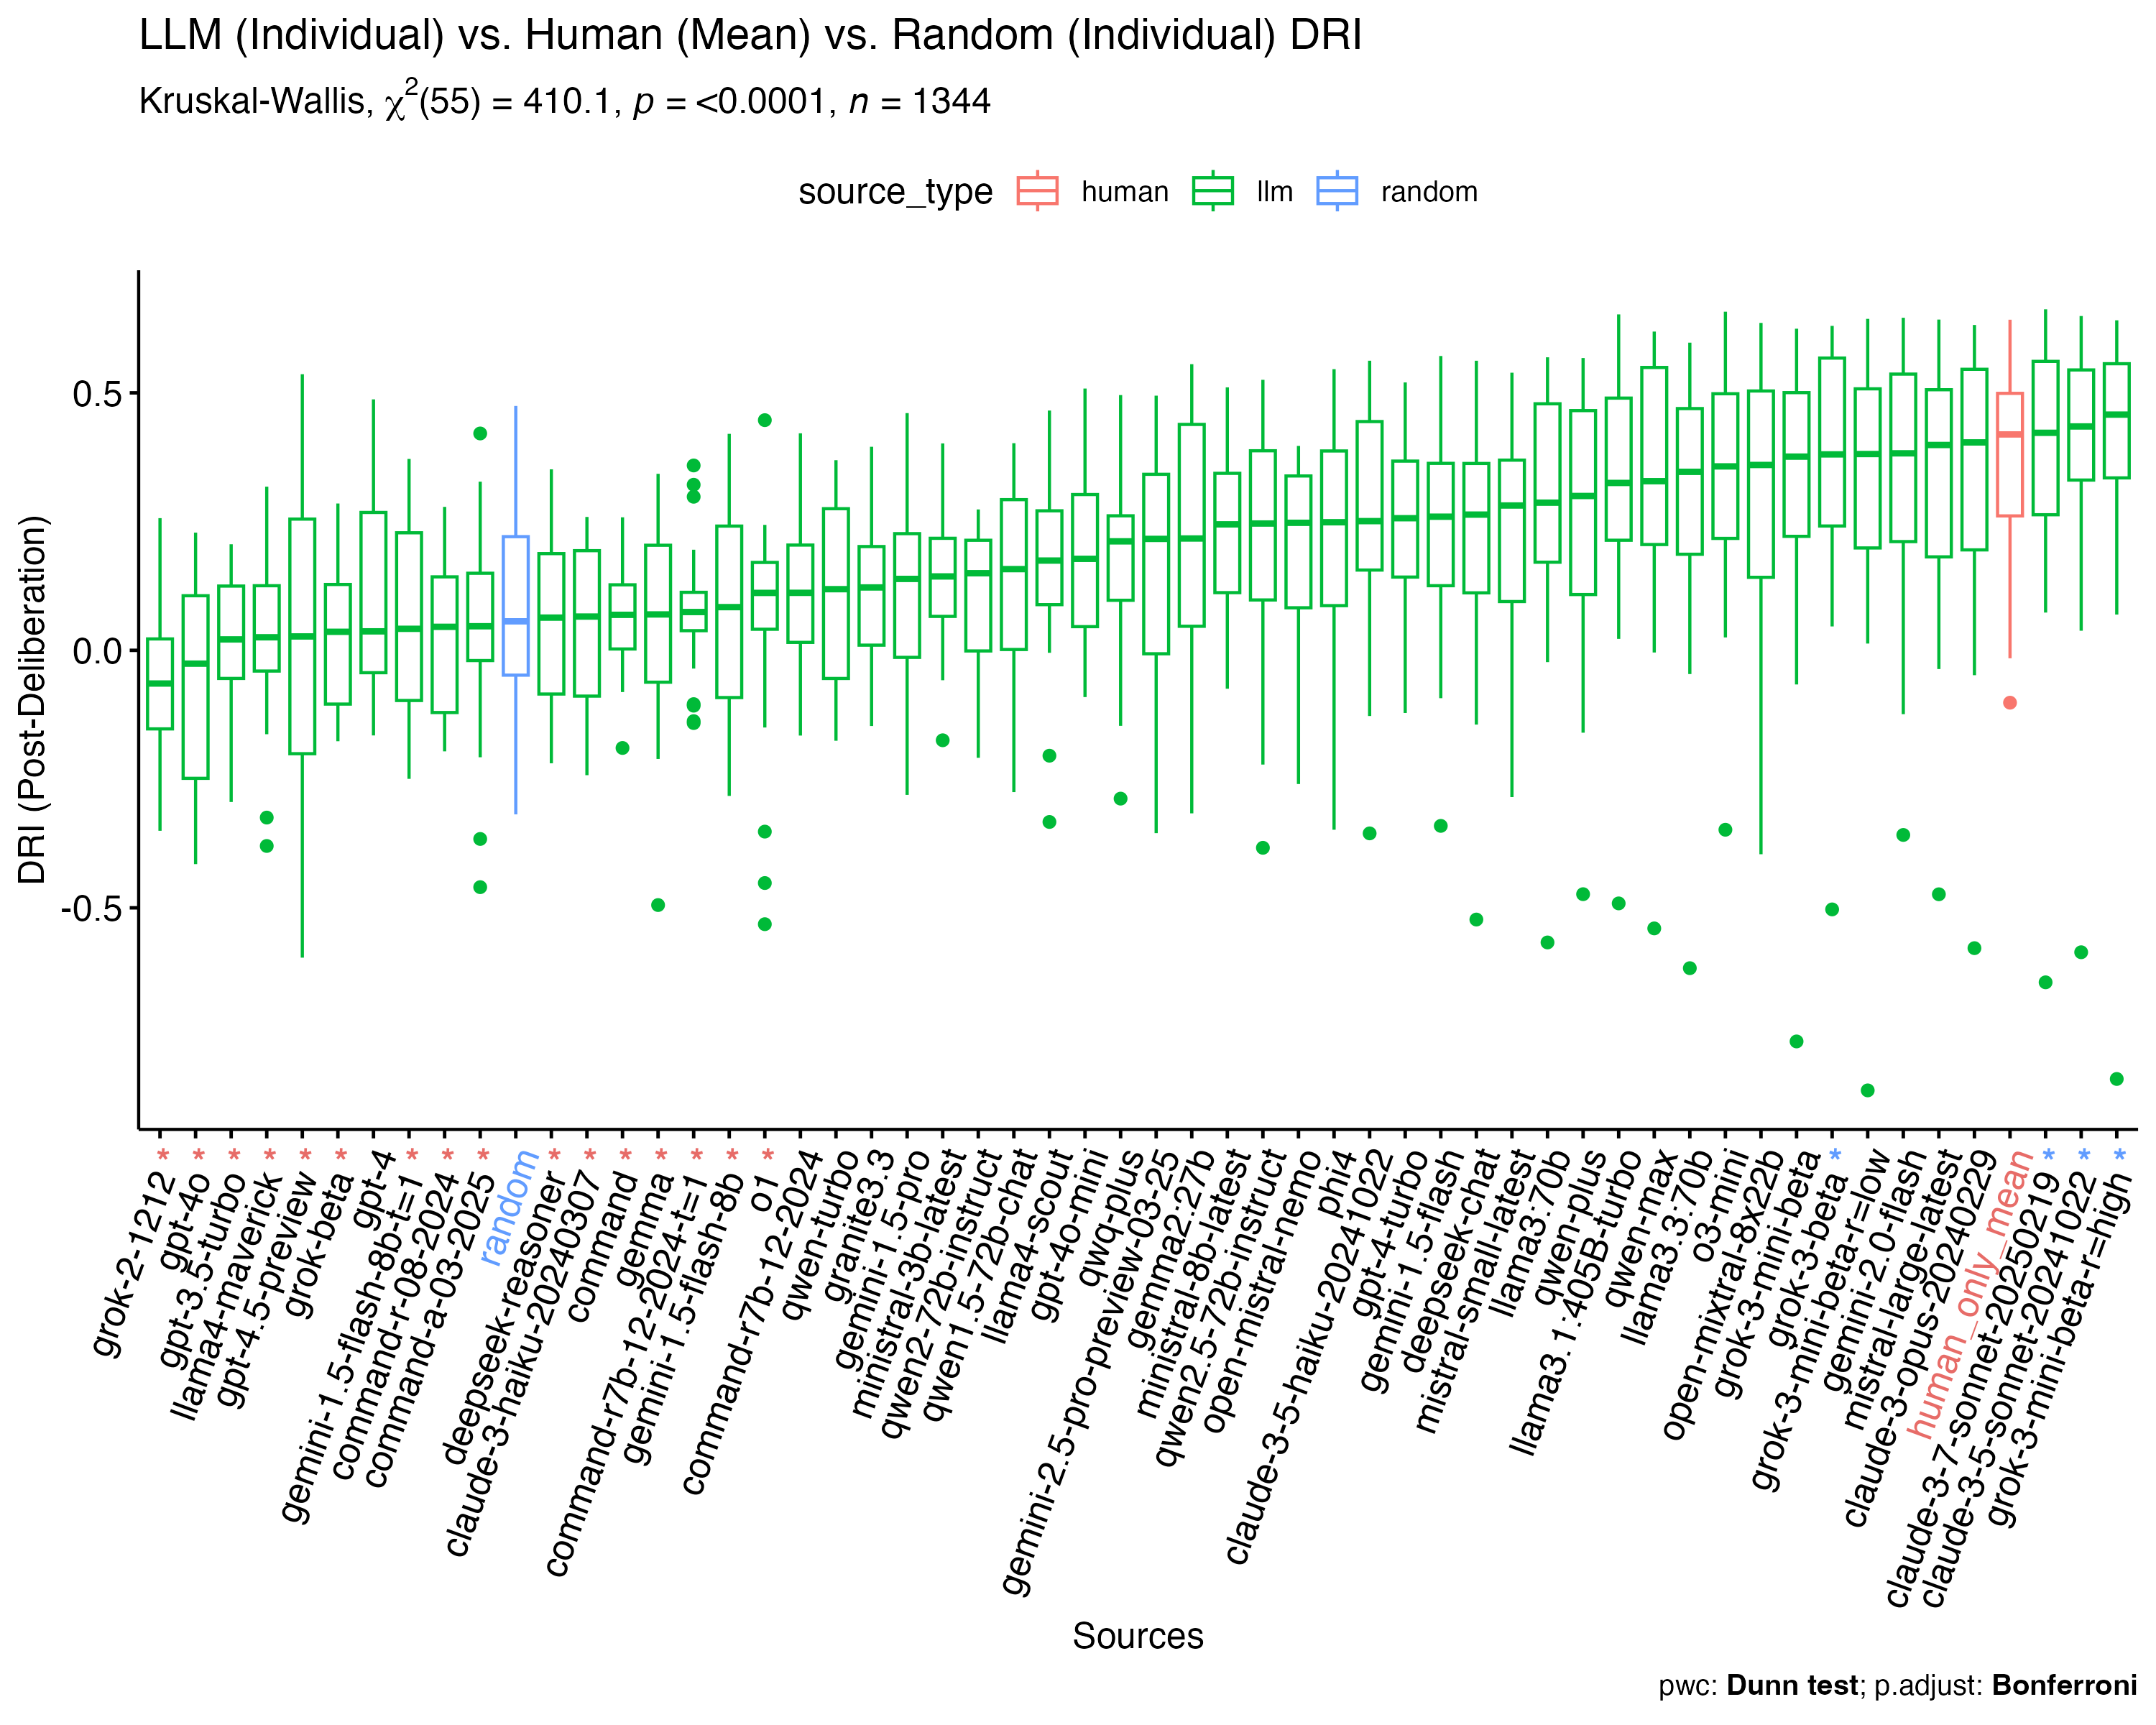 LLM (Individual) vs. Human (Mean) vs. Random (Individual) DRI
Kruskal-Wallis, χ²(55) = 410.1, p = <0.0001, n = 1344
source_type human llm random
DRI (Post-Deliberation)
0.5
0.0
-0.5
grok-2-1212 *
gpt-4o *
gpt-3.5-turbo *
llama4-maverick *
gpt-4.5-preview *
grok-beta *
gpt-4
gemini-1.5-flash-8b-t=1 *
command-r-08-2024 *
command-a-03-2025 *
random
deepseek-reasoner *
claude-3-haiku-20240307 *
command *
gemma *
command-r7b-12-2024-t=1 *
gemini-1.5-flash-8b *
o1 *
command-r7b-12-2024
qwen-turbo
granite3.3
gemini-1.5-pro
ministral-3b-latest
qwen2-72b-instruct
qwen1.5-72b-chat
llama4-scout
gpt-4o-mini
qwq-plus
gemini-2.5-pro-preview-03-25
gemma2-27b
ministral-8b-latest
qwen2.5-72b-instruct
open-mistral-nemo
phi4
claude-3-5-haiku-20241022
gpt-4-turbo
gemini-1.5-flash
deepseek-chat
mistral-small-latest
llama3:70b
qwen-plus
llama3.1:405B-turbo
qwen-max
llama3.3:70b
o3-mini
open-mixtral-8x22b
grok-3-mini-beta
grok-3-beta *
grok-3-mini-beta-r=low
gemini-2.0-flash
mistral-large-latest
claude-3-opus-20240229
human_only_mean
claude-3-7-sonnet-20250219 *
claude-3-5-sonnet-20241022 *
grok-3-mini-beta-r=high *
Sources
pwc: Dunn test; p.adjust: Bonferroni